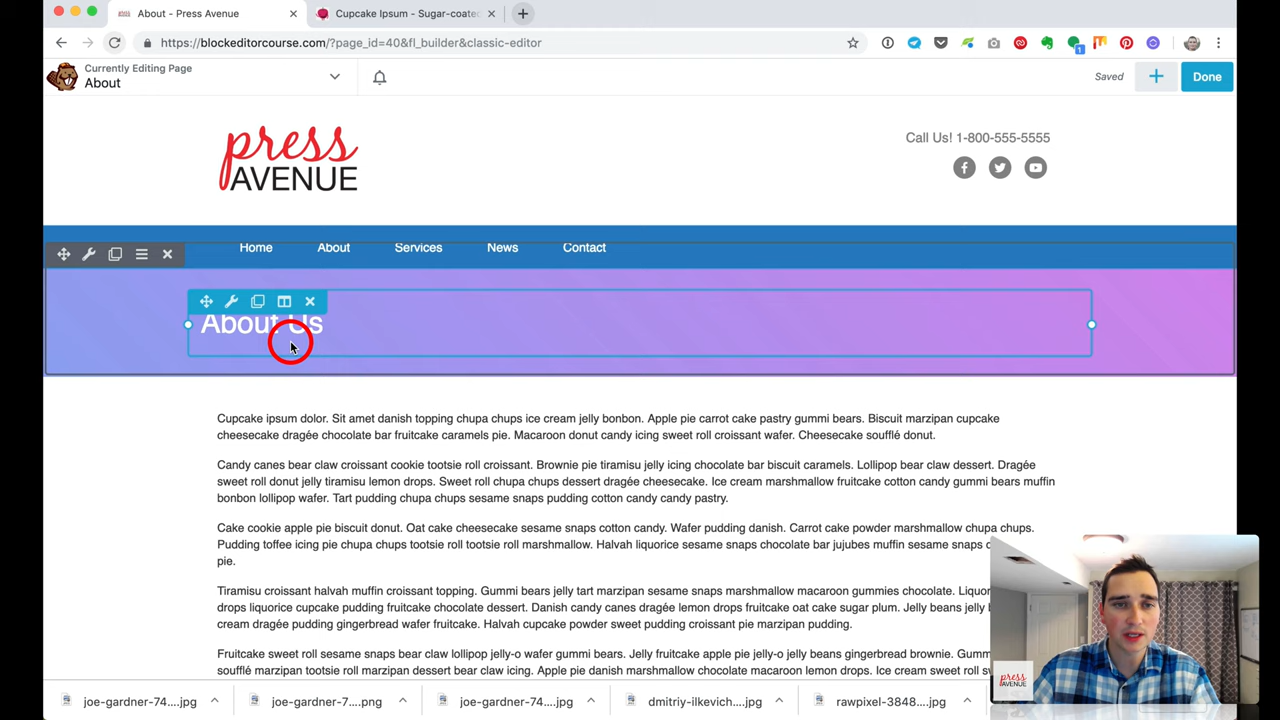 About - Press Avenue
Cupcake Ipsum - Sugar-coated
https://blockeditorcourse.com/?page_id=40&fl_builder&classic-editor
1
Currently Editing Page
About
Saved
Done
press
AVENUE
Call Us! 1-800-555-5555
Home
About
Services
News
Contact
About Us
Cupcake ipsum dolor. Sit amet danish topping chupa chups ice cream jelly bonbon. Apple pie carrot cake pastry gummi bears. Biscuit marzipan cupcake
cheesecake dragée chocolate bar fruitcake caramels pie. Macaroon donut candy icing sweet roll croissant wafer. Cheesecake soufflé donut.
Candy canes bear claw croissant cookie tootsie roll croissant. Brownie pie tiramisu jelly icing chocolate bar biscuit caramels. Lollipop bear claw dessert. Dragée
sweet roll donut jelly tiramisu lemon drops. Sweet roll chupa chups dessert dragée cheesecake. Ice cream marshmallow fruitcake cotton candy gummi bears muffin
bonbon lollipop wafer. Tart pudding chupa chups sesame snaps pudding cotton candy candy pastry.
Cake cookie apple pie biscuit donut. Oat cake cheesecake sesame snaps cotton candy. Wafer pudding danish. Carrot cake powder marshmallow chupa chups.
Pudding toffee icing pie chupa chups tootsie roll tootsie roll marshmallow. Halvah liquorice sesame snaps chocolate bar jujubes muffin sesame snaps
pie.
Tiramisu croissant halvah muffin croissant topping. Gummi bears jelly tart marzipan sesame snaps marshmallow macaroon gummies chocolate.
drops liquorice cupcake pudding fruitcake chocolate dessert. Danish candy canes dragée lemon drops fruitcake oat cake sugar plum. Jelly beans jelly
cream dragée pudding gingerbread wafer fruitcake. Halvah cupcake powder sweet pudding croissant pie marzipan pudding.
Fruitcake sweet roll sesame snaps bear claw lollipop jelly-o wafer gummi bears. Jelly fruitcake apple pie jelly-o jelly beans gingerbread brownie.
soufflé marzipan tootsie roll marzipan dessert bear claw icing. Apple pie danish marshmallow chocolate macaroon lemon drops. Ice cream sweet roll
joe-gardner-74....jpg
joe-gardner-7....png
joe-gardner-74....jpg
dmitriy-ilkevich....jpg
rawpixel-3848....jpg
press
AVENUE